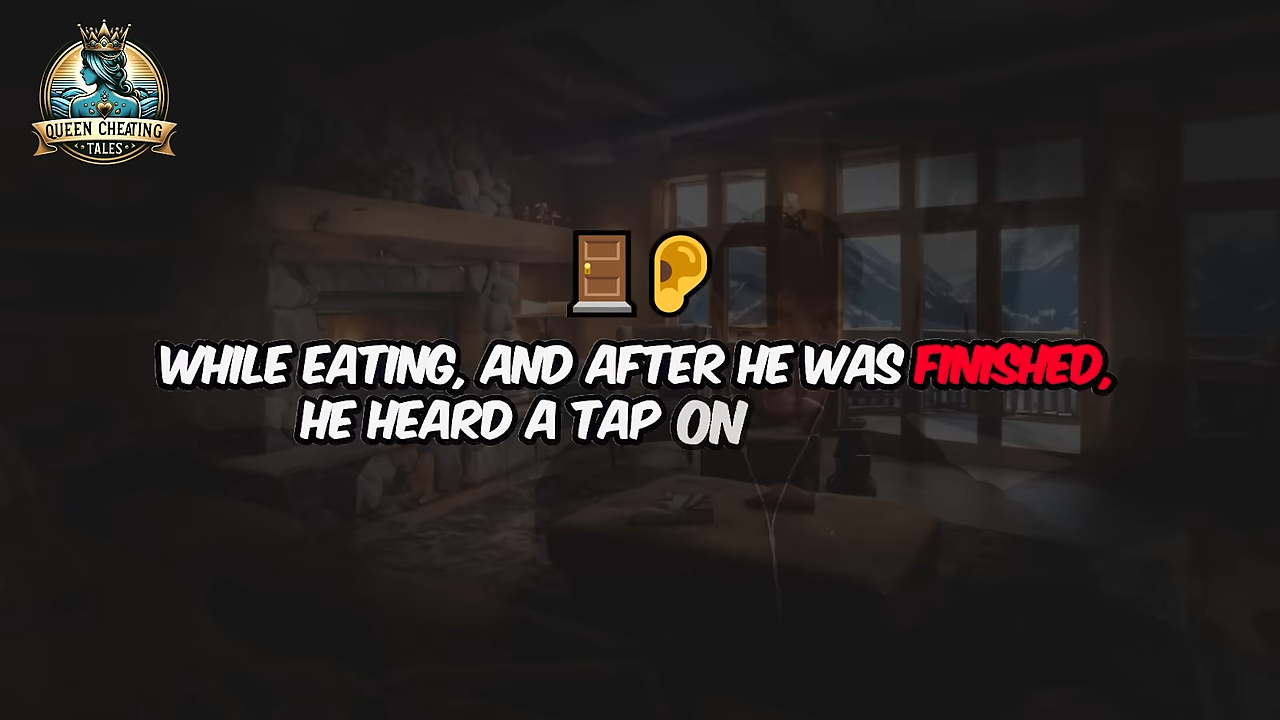 QUEEN CHEATING
TALES
WHILE EATING, AND AFTER HE WAS FINISHED,
HE HEARD A TAP ON